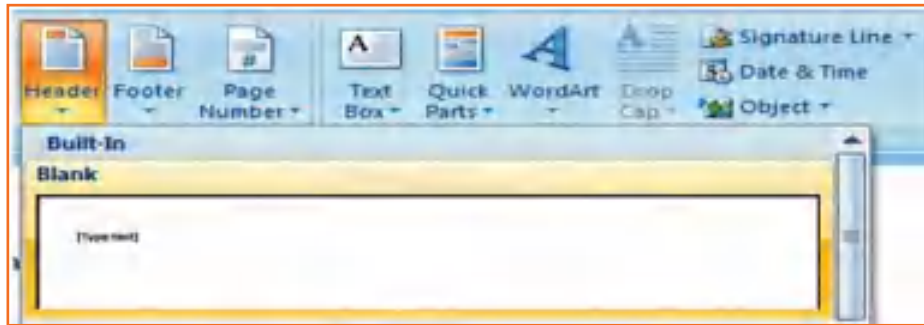 A
#
A
A
Header Footer Page Number Text Box Quick Parts WordArt Drop Cap
Signature Line
Date & Time
Object
Built-In
Blank
[Type text]